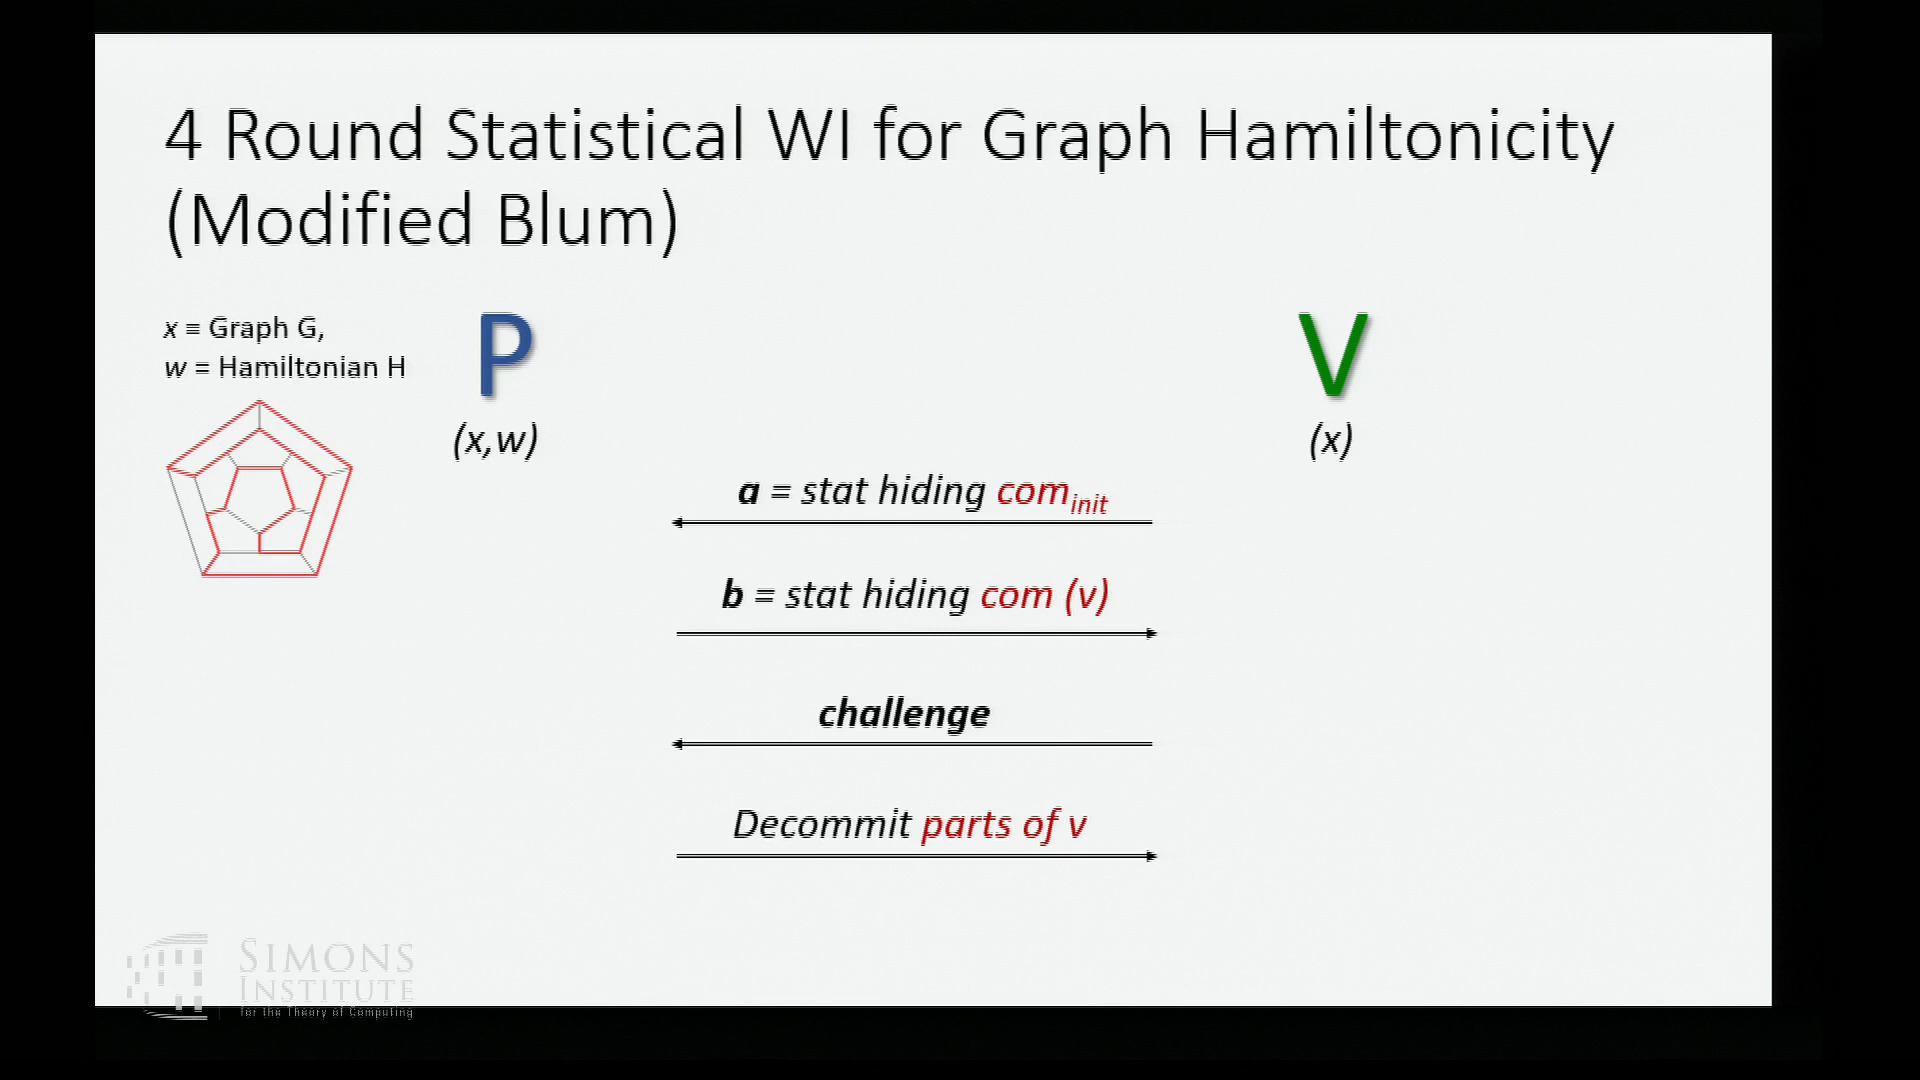 4 Round Statistical WI for Graph Hamiltonicity
(Modified Blum)
x ≡ Graph G,
w = Hamiltonian H
P
V
(x,w)
(x)
a = stat hiding com_init
b = stat hiding com (v)
challenge
Decommit parts of v
SIMONS
INSTITUTE
for the Theory of Computing